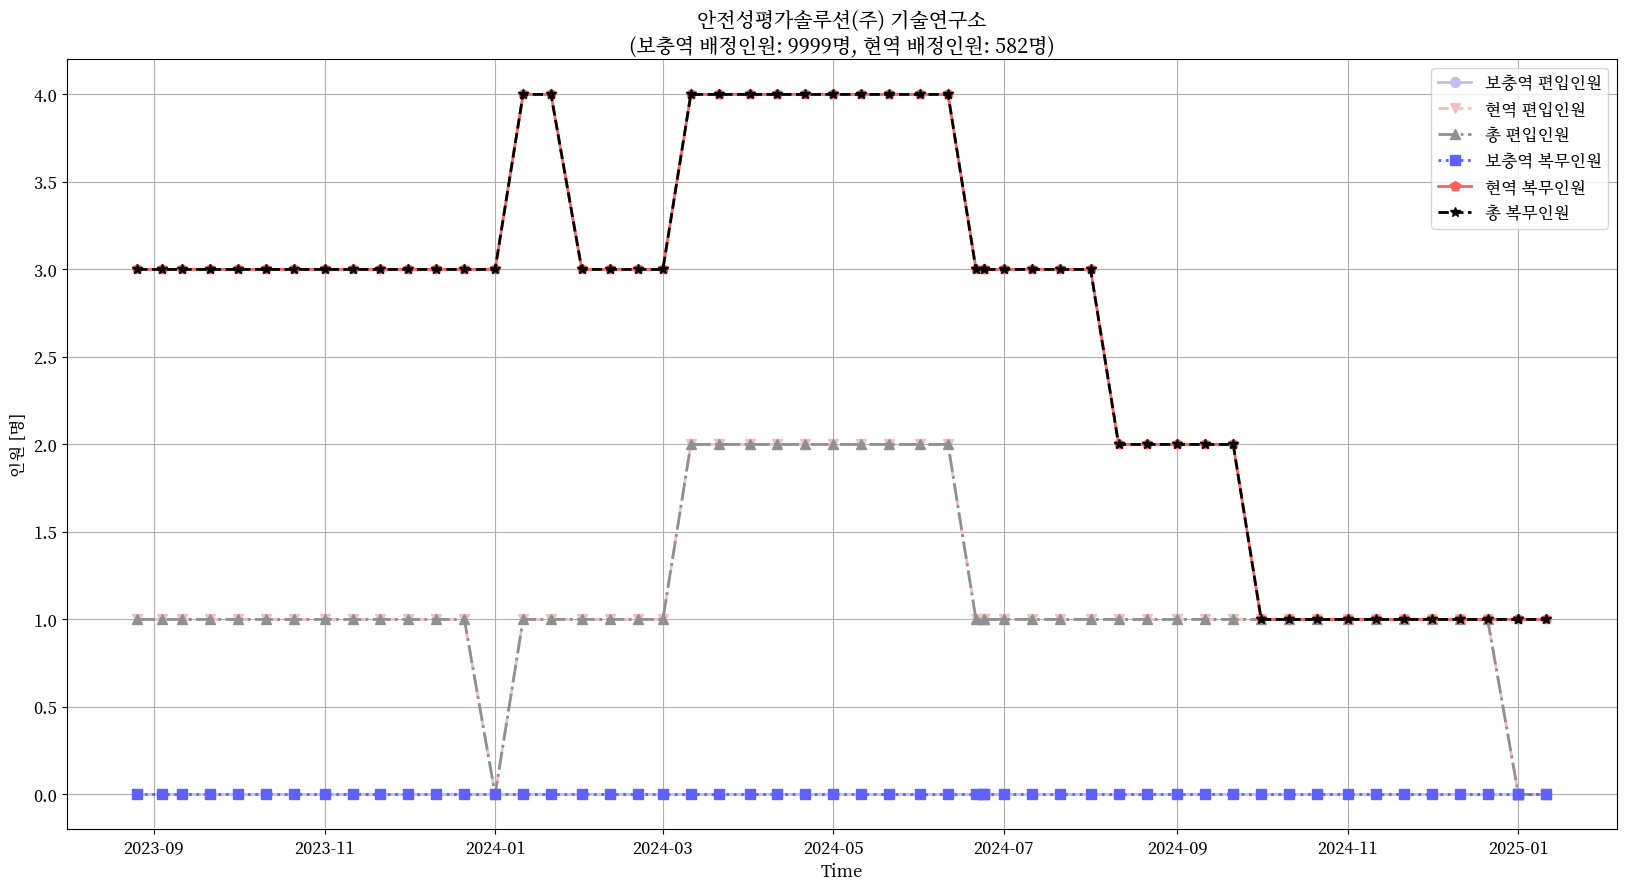 안전성평가솔루션(주) 기술연구소
(보충역 배정인원: 9999명, 현역 배정인원: 582명)
보충역 편입인원
현역 편입인원
총 편입인원
보충역 복무인원
현역 복무인원
총 복무인원
인원 [명]
4.0
3.5
3.0
2.5
2.0
1.5
1.0
0.5
0.0
2023-09
2023-11
2024-01
2024-03
2024-05
2024-07
2024-09
2024-11
2025-01
Time